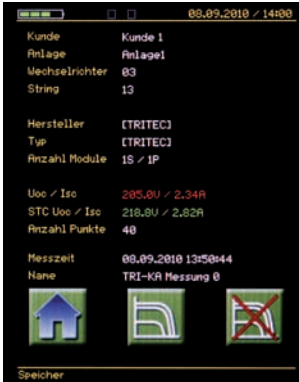 08.09.2010 / 14:00
Kunde Kunde 1
Anlage Anlage1
Wechselrichter 03
String 13
Hersteller [TRITEC]
Typ [TRITEC]
Anzahl Module 1S / 1P
Uoc / Isc 205.0V / 2.34A
STC Uoc / Isc 218.8V / 2.82A
Anzahl Punkte 40
Messzeit 08.09.2010 13:50:44
Name TRI-KA Messung 0
Speicher